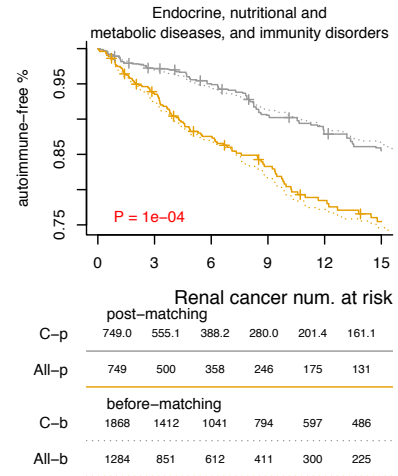 Endocrine, nutritional and
metabolic diseases, and immunity disorders
autoimmune−free %
0.95
0.85
0.75
P = 1e−04
0 3 6 9 12 15
Renal cancer num. at risk
post−matching
C−p 749.0 555.1 388.2 280.0 201.4 161.1
All−p 749 500 358 246 175 131
before−matching
C−b 1868 1412 1041 794 597 486
All−b 1284 851 612 411 300 225